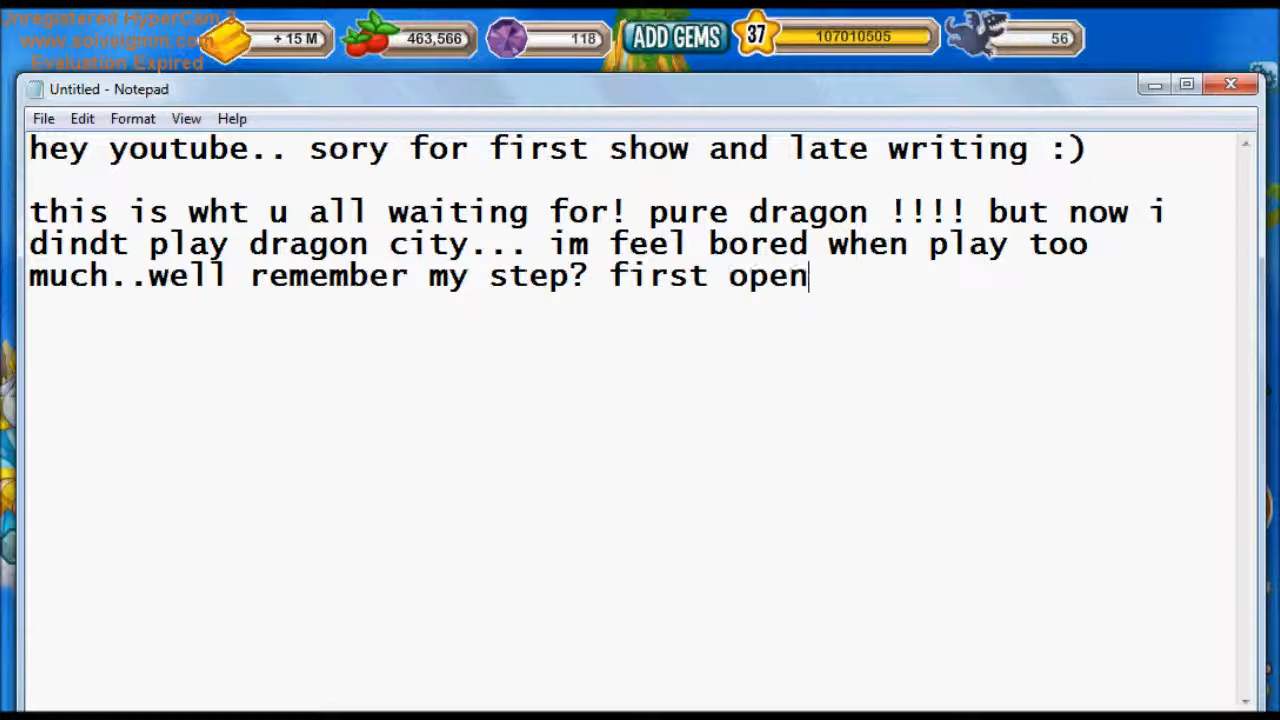 Unregistered HyperCam 3
www.solveigmm.com
Evaluation Expired
+ 15 M
463,566
118
ADD GEMS
37
107010505
56
Untitled - Notepad
File Edit Format View Help
hey youtube.. sory for first show and late writing :)
this is wht u all waiting for! pure dragon !!!! but now i
dindt play dragon city... im feel bored when play too
much..well remember my step? first open